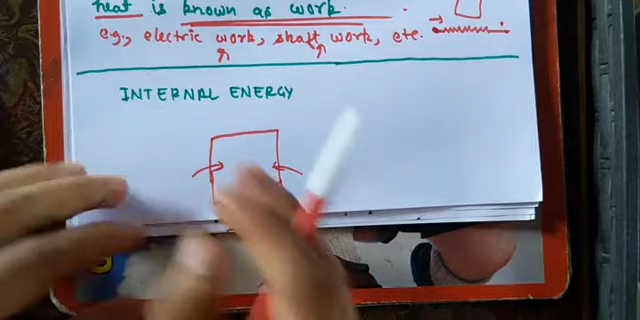 heat is known as work.
e.g., electric work, shaft work, etc.
INTERNAL ENERGY